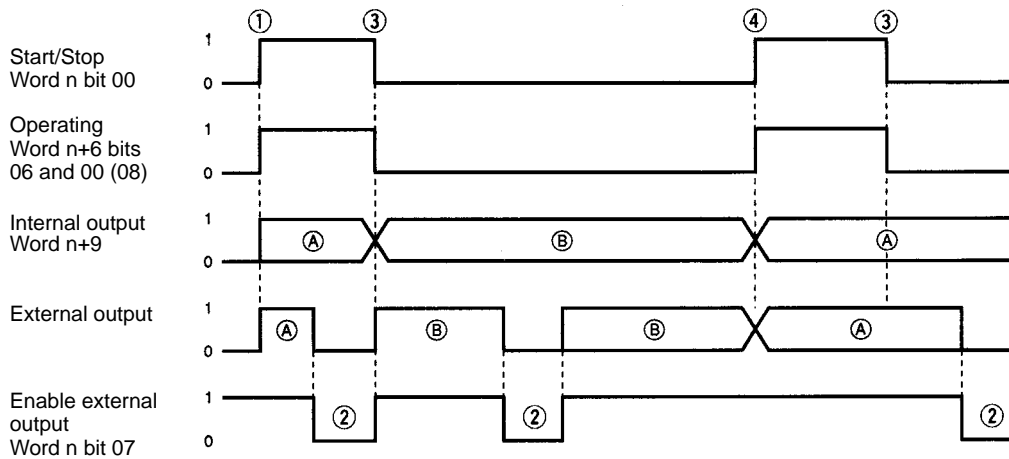 ① ③ ④ ③
Start/Stop
Word n bit 00
1
0
Operating
Word n+6 bits
06 and 00 (08)
1
0
Internal output
Word n+9
1
0
Ⓐ Ⓑ Ⓐ
External output
1
0
Ⓐ Ⓑ Ⓑ Ⓐ
Enable external
output
Word n bit 07
1
0
② ② ②